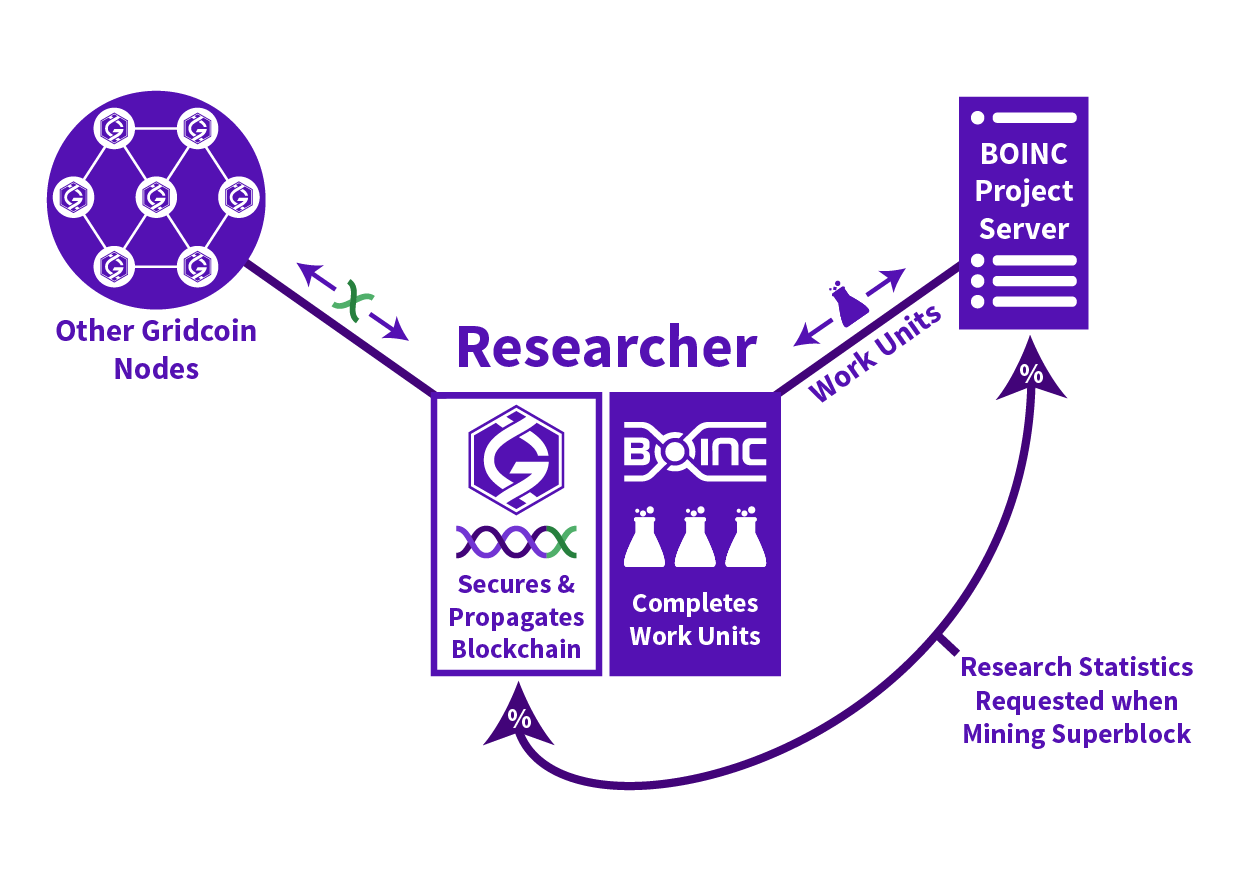 Other Gridcoin
Nodes
Researcher
Work Units
BOINC
Project
Server
%
G
Secures &
Propagates
Blockchain
BOINC
Completes
Work Units
%
Research Statistics
Requested when
Mining Superblock